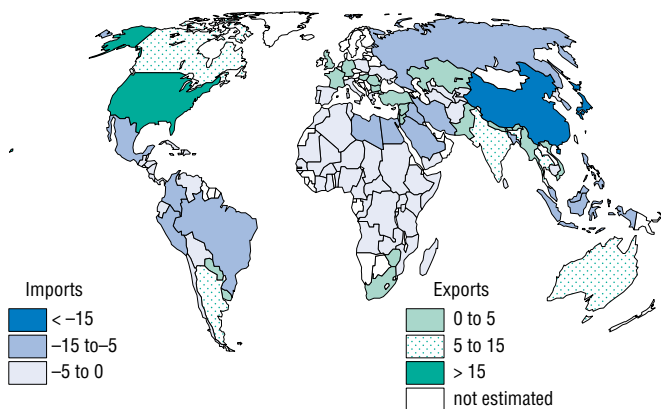 Imports
< –15
–15 to–5
–5 to 0
Exports
0 to 5
5 to 15
> 15
not estimated